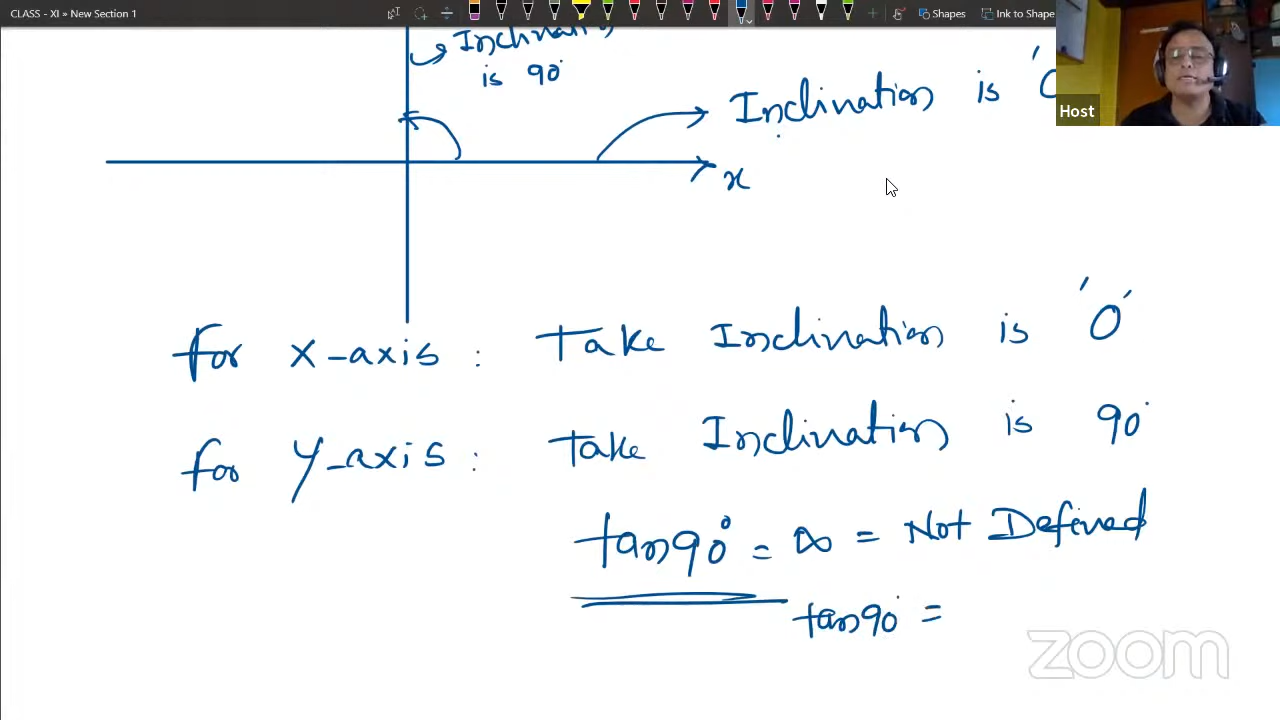 CLASS - XI » New Section 1
Shapes
Ink to Shape
is 90°
Inclination is '0
Host
x
for x-axis : Take Inclination is '0'
for y-axis : Take Inclination is 90°
tan90° = ∞ = Not Defined
tan90° =
zoom